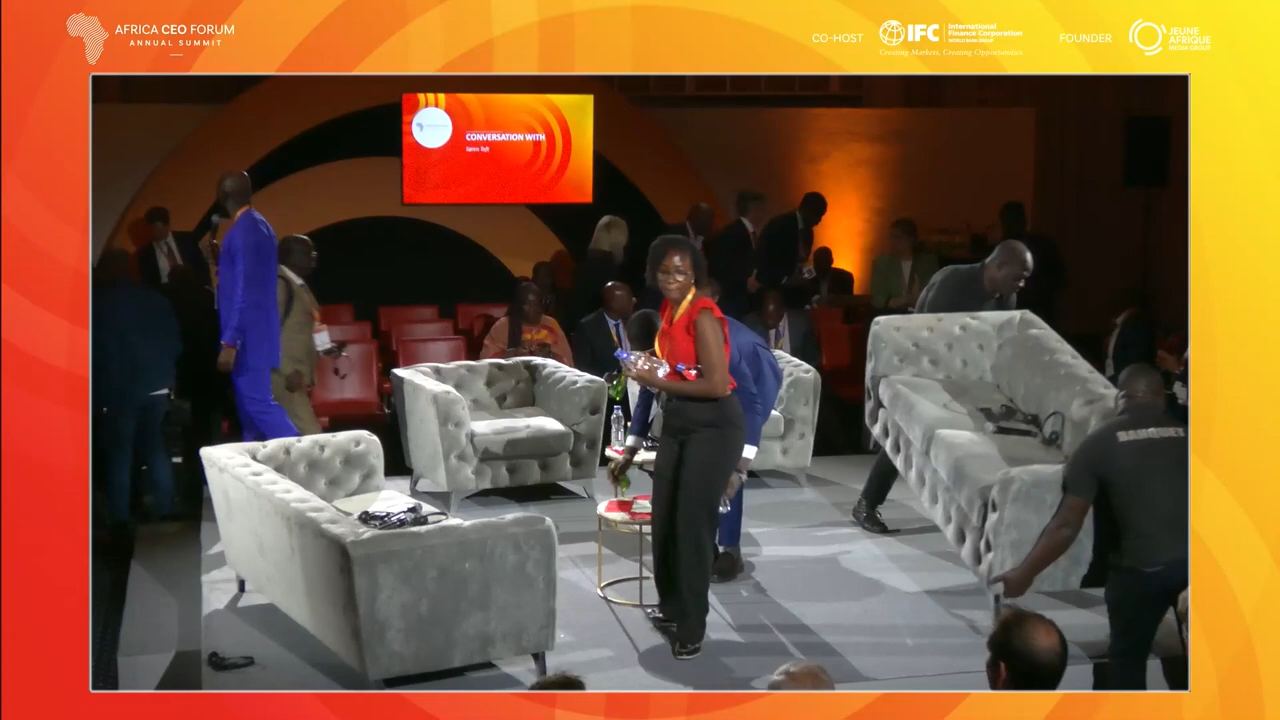 AFRICA CEO FORUM
ANNUAL SUMMIT
CO-HOST
IFC
International
Finance Corporation
WORLD BANK GROUP
Creating Markets, Creating Opportunities
FOUNDER
JEUNE
AFRIQUE
MEDIA GROUP
CONVERSATION WITH
BANQUET